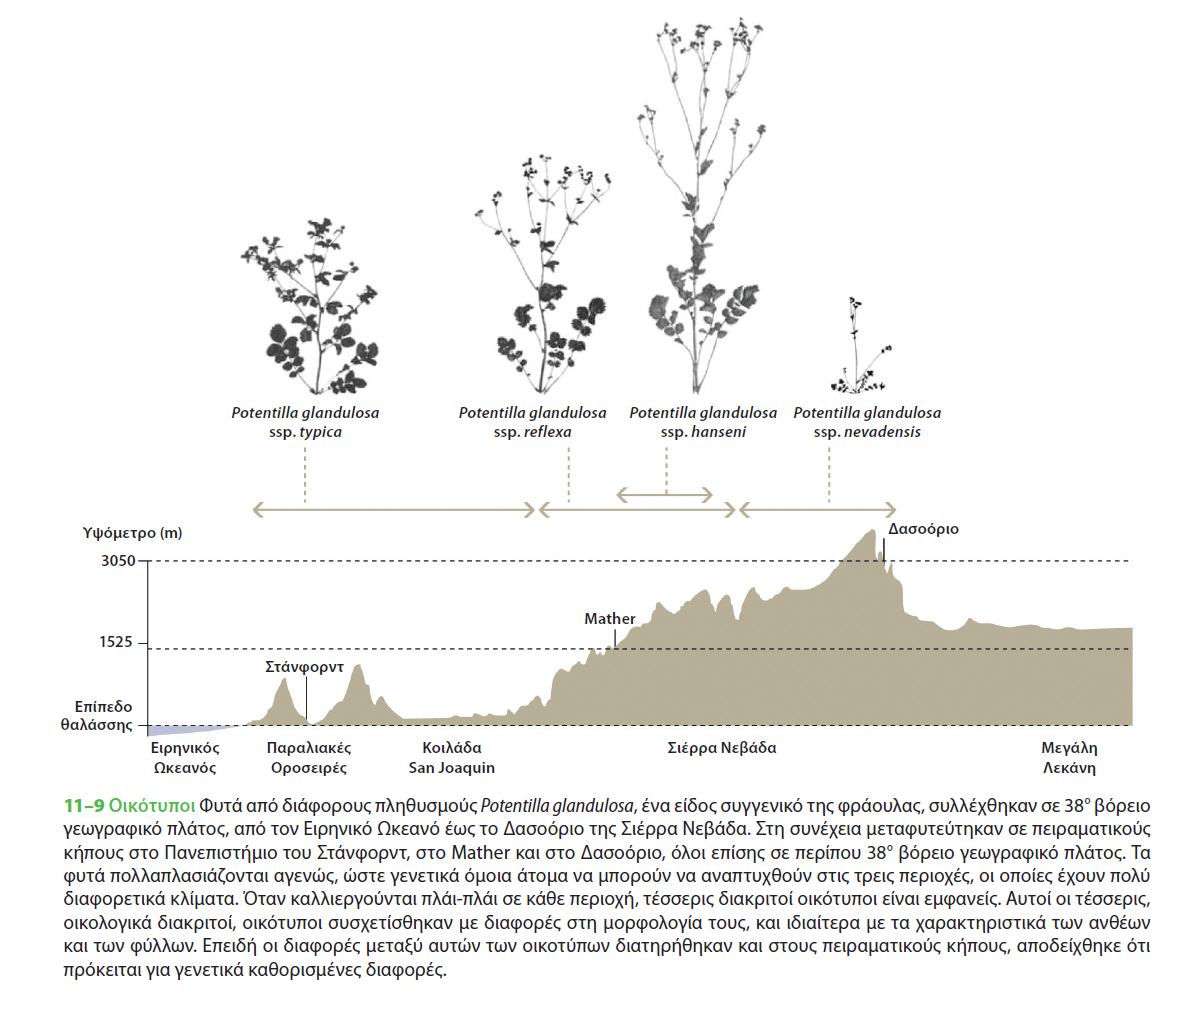 Potentilla glandulosa
ssp. typica
Potentilla glandulosa
ssp. reflexa
Potentilla glandulosa
ssp. hanseni
Potentilla glandulosa
ssp. nevadensis
Υψόμετρο (m)
Δασοόριο
3050
Mather
1525
Στάνφορντ
Επίπεδο
θαλάσσης
Ειρηνικός
Ωκεανός
Παραλιακές
Οροσειρές
Κοιλάδα
San Joaquin
Σιέρρα Νεβάδα
Μεγάλη
Λεκάνη
11–9 Οικότυποι Φυτά από διάφορους πληθυσμούς Potentilla glandulosa, ένα είδος συγγενικό της φράουλας, συλλέχθηκαν σε 38° βόρειο
γεωγραφικό πλάτος, από τον Ειρηνικό Ωκεανό έως το Δασοόριο της Σιέρρα Νεβάδα. Στη συνέχεια μεταφυτεύτηκαν σε πειραματικούς
κήπους στο Πανεπιστήμιο του Στάνφορντ, στο Mather και στο Δασοόριο, όλοι επίσης σε περίπου 38° βόρειο γεωγραφικό πλάτος. Τα
φυτά πολλαπλασιάζονται αγενώς, ώστε γενετικά όμοια άτομα να μπορούν να αναπτυχθούν στις τρεις περιοχές, οι οποίες έχουν πολύ
διαφορετικά κλίματα. Όταν καλλιεργούνται πλάι-πλάι σε κάθε περιοχή, τέσσερις διακριτοί οικότυποι είναι εμφανείς. Αυτοί οι τέσσερις,
οικολογικά διακριτοί, οικότυποι συσχετίσθηκαν με διαφορές στη μορφολογία τους, και ιδιαίτερα με τα χαρακτηριστικά των ανθέων
και των φύλλων. Επειδή οι διαφορές μεταξύ αυτών των οικοτύπων διατηρήθηκαν και στους πειραματικούς κήπους, αποδείχθηκε ότι
πρόκειται για γενετικά καθορισμένες διαφορές.